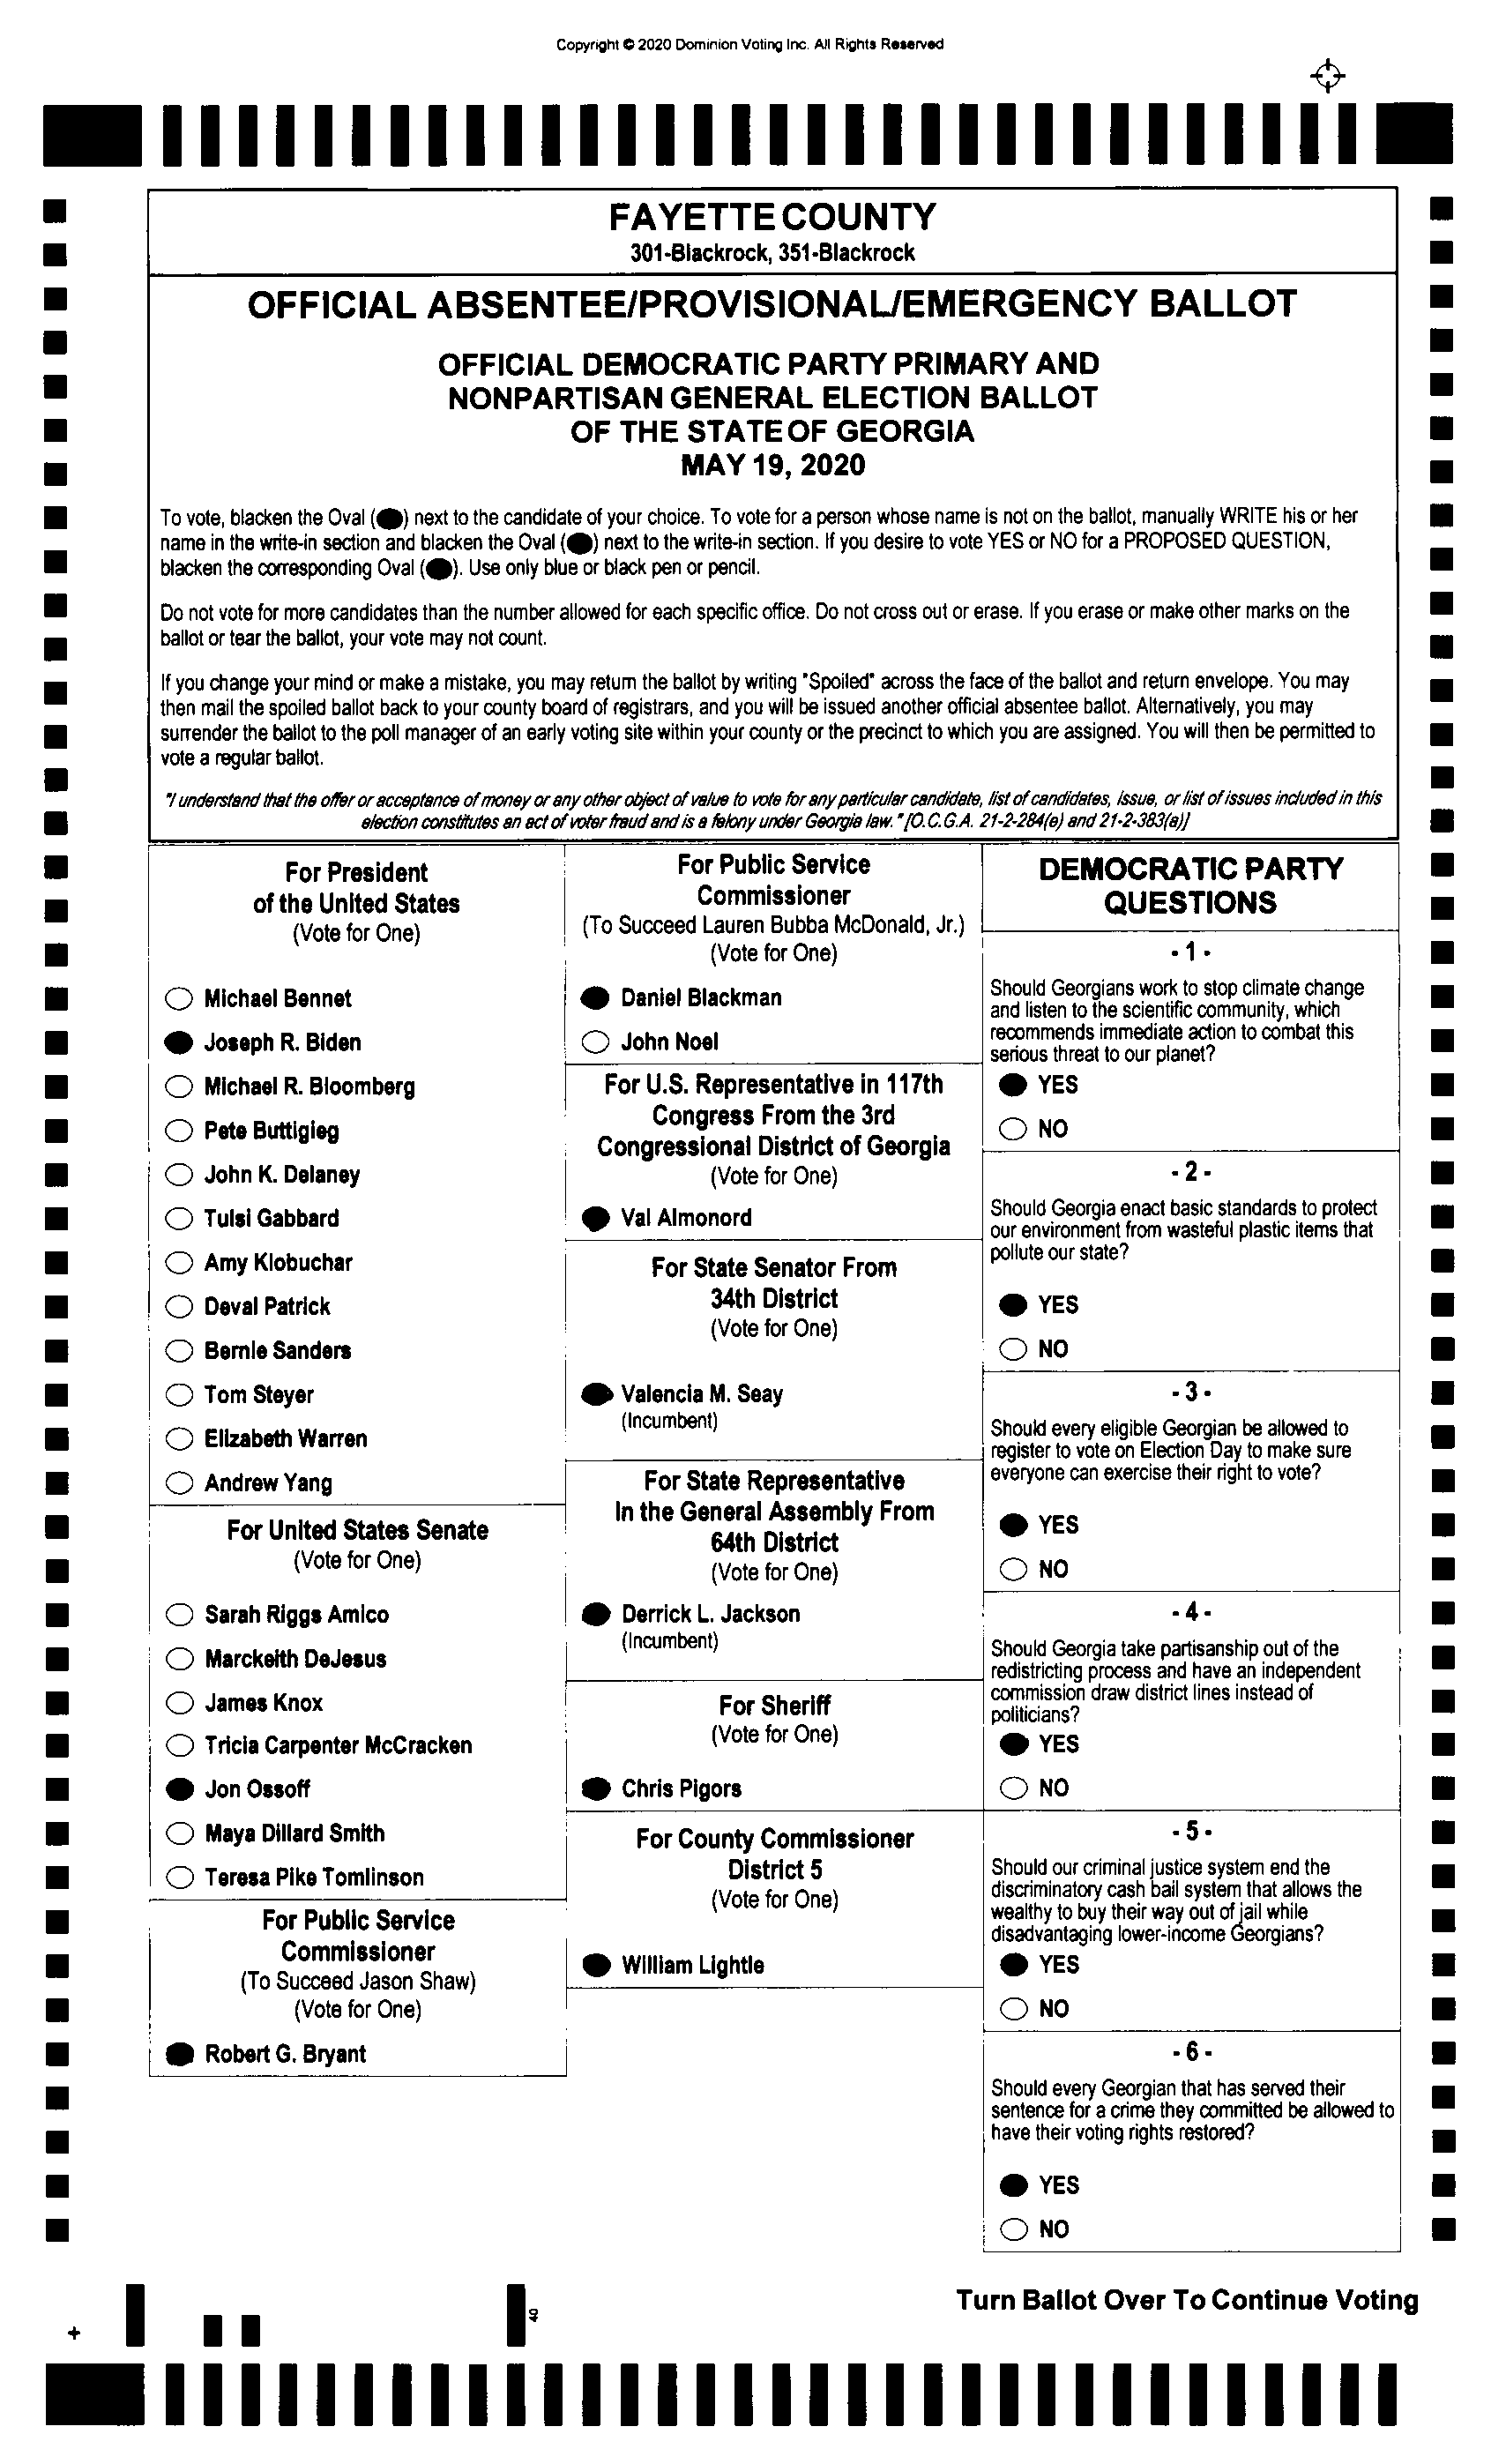 Copyright © 2020 Dominion Voting Inc. All Rights Reserved
FAYETTE COUNTY
301-Blackrock, 351-Blackrock
OFFICIAL ABSENTEE/PROVISIONAL/EMERGENCY BALLOT
OFFICIAL DEMOCRATIC PARTY PRIMARY AND
NONPARTISAN GENERAL ELECTION BALLOT
OF THE STATE OF GEORGIA
MAY 19, 2020
To vote, blacken the Oval (●) next to the candidate of your choice. To vote for a person whose name is not on the ballot, manually WRITE his or her
name in the write-in section and blacken the Oval (●) next to the write-in section. If you desire to vote YES or NO for a PROPOSED QUESTION,
blacken the corresponding Oval (●). Use only blue or black pen or pencil.
Do not vote for more candidates than the number allowed for each specific office. Do not cross out or erase. If you erase or make other marks on the
ballot or tear the ballot, your vote may not count.
If you change your mind or make a mistake, you may return the ballot by writing "Spoiled" across the face of the ballot and return envelope. You may
then mail the spoiled ballot back to your county board of registrars, and you will be issued another official absentee ballot. Alternatively, you may
surrender the ballot to the poll manager of an early voting site within your county or the precinct to which you are assigned. You will then be permitted to
vote a regular ballot.
"I understand that the offer or acceptance of money or any other object of value to vote for any particular candidate, list of candidates, issue, or list of issues included in this
election constitutes an act of voter fraud and is a felony under Georgia law." [O.C.G.A. 21-2-284(e) and 21-2-383(a)]
For President
of the United States
(Vote for One)
Michael Bennet
Joseph R. Biden
Michael R. Bloomberg
Pete Buttigieg
John K. Delaney
Tulsi Gabbard
Amy Klobuchar
Deval Patrick
Bernie Sanders
Tom Steyer
Elizabeth Warren
Andrew Yang
For United States Senate
(Vote for One)
Sarah Riggs Amico
Marckeith DeJesus
James Knox
Tricia Carpenter McCracken
Jon Ossoff
Maya Dillard Smith
Teresa Pike Tomlinson
For Public Service
Commissioner
(To Succeed Jason Shaw)
(Vote for One)
Robert G. Bryant
For Public Service
Commissioner
(To Succeed Lauren Bubba McDonald, Jr.)
(Vote for One)
Daniel Blackman
John Noel
For U.S. Representative in 117th
Congress From the 3rd
Congressional District of Georgia
(Vote for One)
Val Almonord
For State Senator From
34th District
(Vote for One)
Valencia M. Seay
(Incumbent)
For State Representative
In the General Assembly From
64th District
(Vote for One)
Derrick L. Jackson
(Incumbent)
For Sheriff
(Vote for One)
Chris Pigors
For County Commissioner
District 5
(Vote for One)
William Lightle
DEMOCRATIC PARTY
QUESTIONS
- 1 -
Should Georgians work to stop climate change
and listen to the scientific community, which
recommends immediate action to combat this
serious threat to our planet?
YES
NO
- 2 -
Should Georgia enact basic standards to protect
our environment from wasteful plastic items that
pollute our state?
YES
NO
- 3 -
Should every eligible Georgian be allowed to
register to vote on Election Day to make sure
everyone can exercise their right to vote?
YES
NO
- 4 -
Should Georgia take partisanship out of the
redistricting process and have an independent
commission draw district lines instead of
politicians?
YES
NO
- 5 -
Should our criminal justice system end the
discriminatory cash bail system that allows the
wealthy to buy their way out of jail while
disadvantaging lower-income Georgians?
YES
NO
- 6 -
Should every Georgian that has served their
sentence for a crime they committed be allowed to
have their voting rights restored?
YES
NO
Turn Ballot Over To Continue Voting
40
+